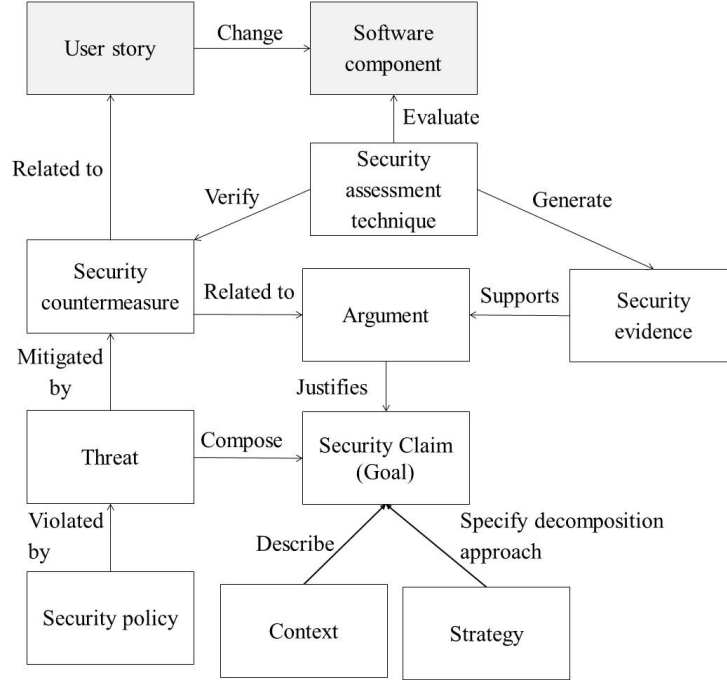 User story
Change
Software
component
Evaluate
Related to
Verify
Security
assessment
technique
Generate
Security
countermeasure
Related to
Argument
Supports
Security
evidence
Mitigated
by
Justifies
Threat
Compose
Security Claim
(Goal)
Violated
by
Describe
Specify decomposition
approach
Security policy
Context
Strategy